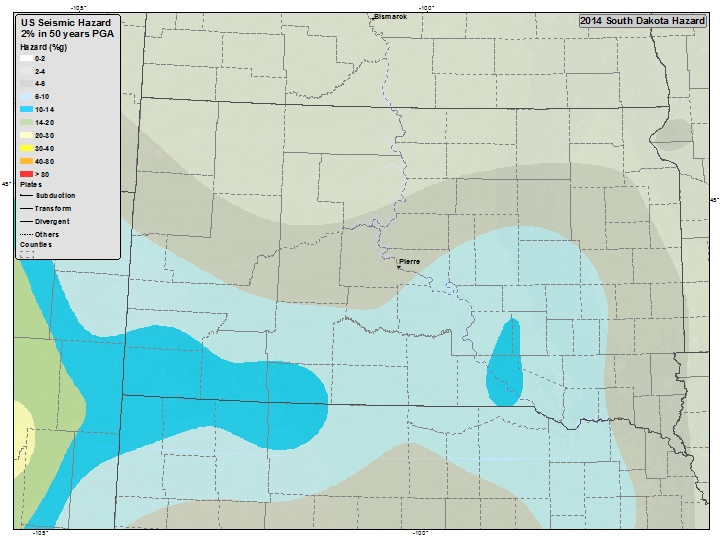 -105°
-100°
US Seismic Hazard
2% in 50 years PGA
Hazard (%g)
0-2
2-4
4-6
6-10
10-14
14-20
20-30
30-40
40-80
> 80
Plates
Subduction
Transform
Divergent
Others
Counties
2014 South Dakota Hazard
Bismarck
45°
45°
Pierre
-105°
-100°